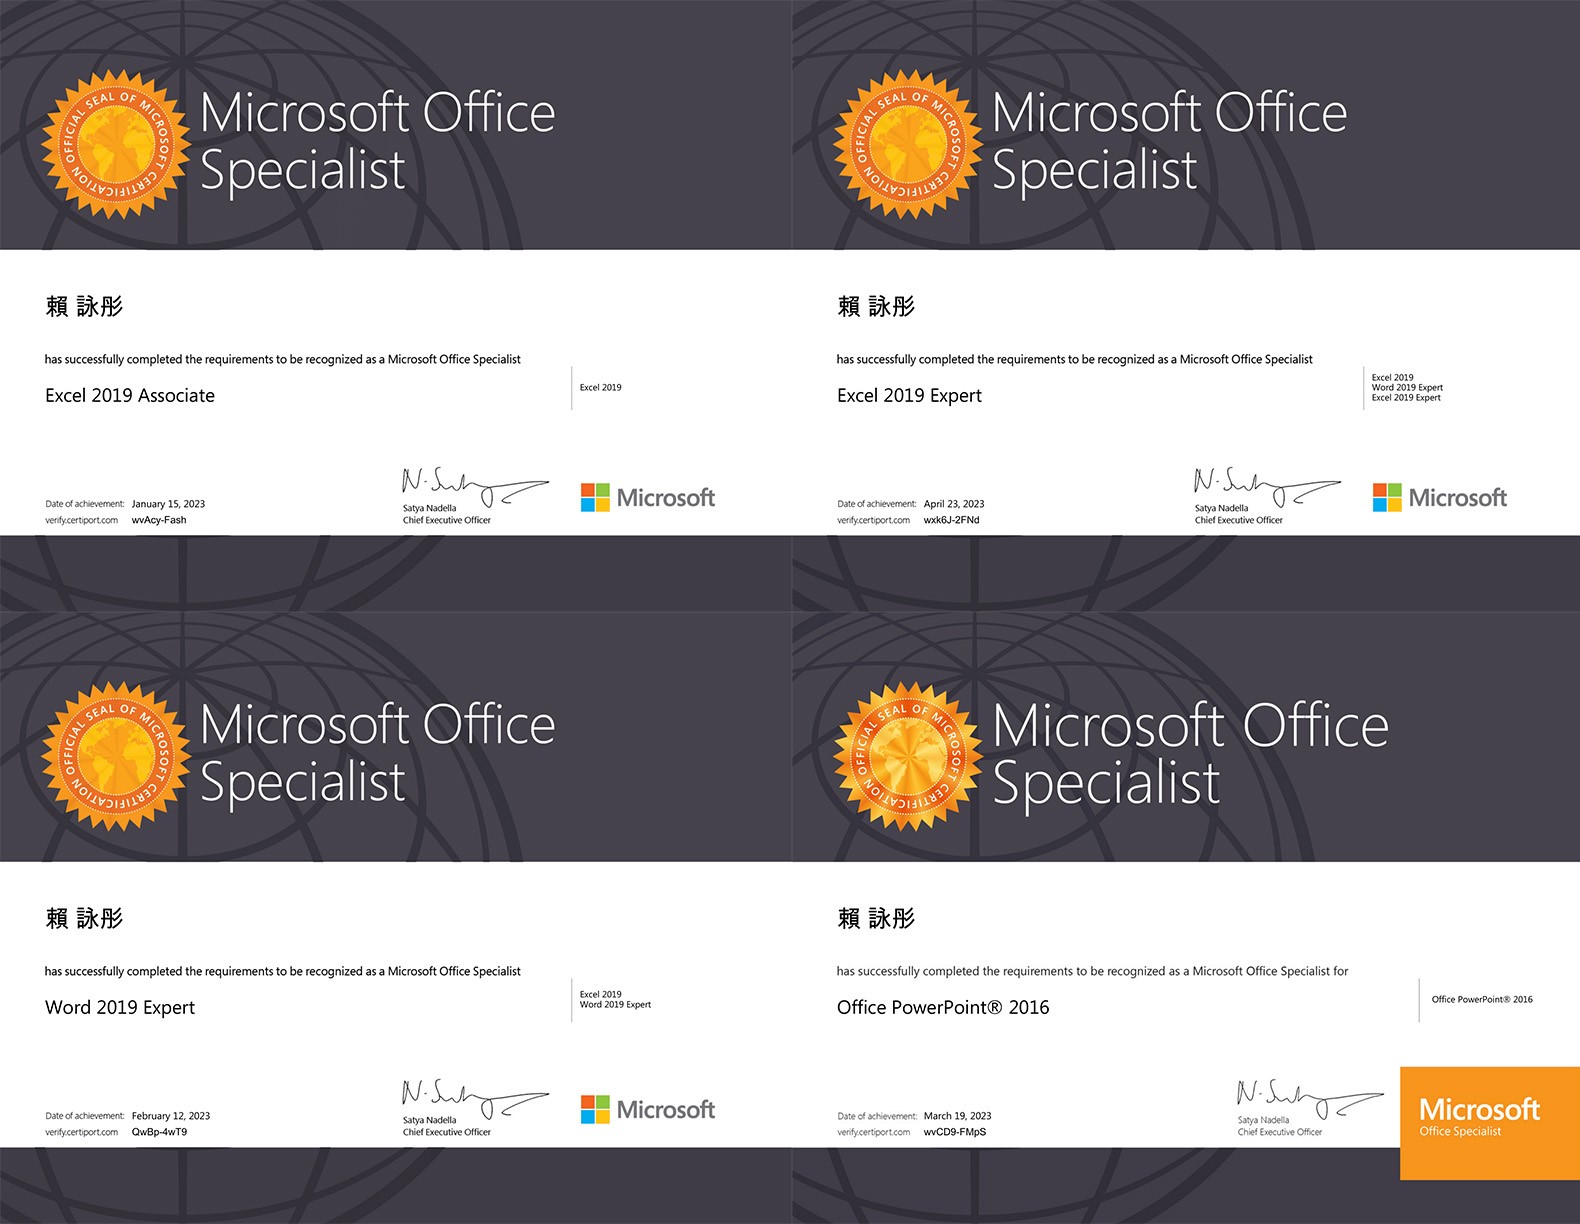 OFFICIAL SEAL OF MICROSOFT CERTIFICATION
Microsoft Office
Specialist
賴 詠彤
has successfully completed the requirements to be recognized as a Microsoft Office Specialist
Excel 2019 Associate
Excel 2019
Date of achievement: January 15, 2023
verify.certiport.com wvAcy-Fash
Satya Nadella
Chief Executive Officer
Microsoft
OFFICIAL SEAL OF MICROSOFT CERTIFICATION
Microsoft Office
Specialist
賴 詠彤
has successfully completed the requirements to be recognized as a Microsoft Office Specialist
Excel 2019 Expert
Excel 2019
Word 2019 Expert
Excel 2019 Expert
Date of achievement: April 23, 2023
verify.certiport.com wxk6J-2FNd
Satya Nadella
Chief Executive Officer
Microsoft
OFFICIAL SEAL OF MICROSOFT CERTIFICATION
Microsoft Office
Specialist
賴 詠彤
has successfully completed the requirements to be recognized as a Microsoft Office Specialist
Word 2019 Expert
Excel 2019
Word 2019 Expert
Date of achievement: February 12, 2023
verify.certiport.com QwBp-4wT9
Satya Nadella
Chief Executive Officer
Microsoft
OFFICIAL SEAL OF MICROSOFT CERTIFICATION
Microsoft Office
Specialist
賴 詠彤
has successfully completed the requirements to be recognized as a Microsoft Office Specialist for
Office PowerPoint® 2016
Office PowerPoint® 2016
Date of achievement: March 19, 2023
verify.certiport.com wvCD9-FMpS
Satya Nadella
Chief Executive Officer
Microsoft
Office Specialist